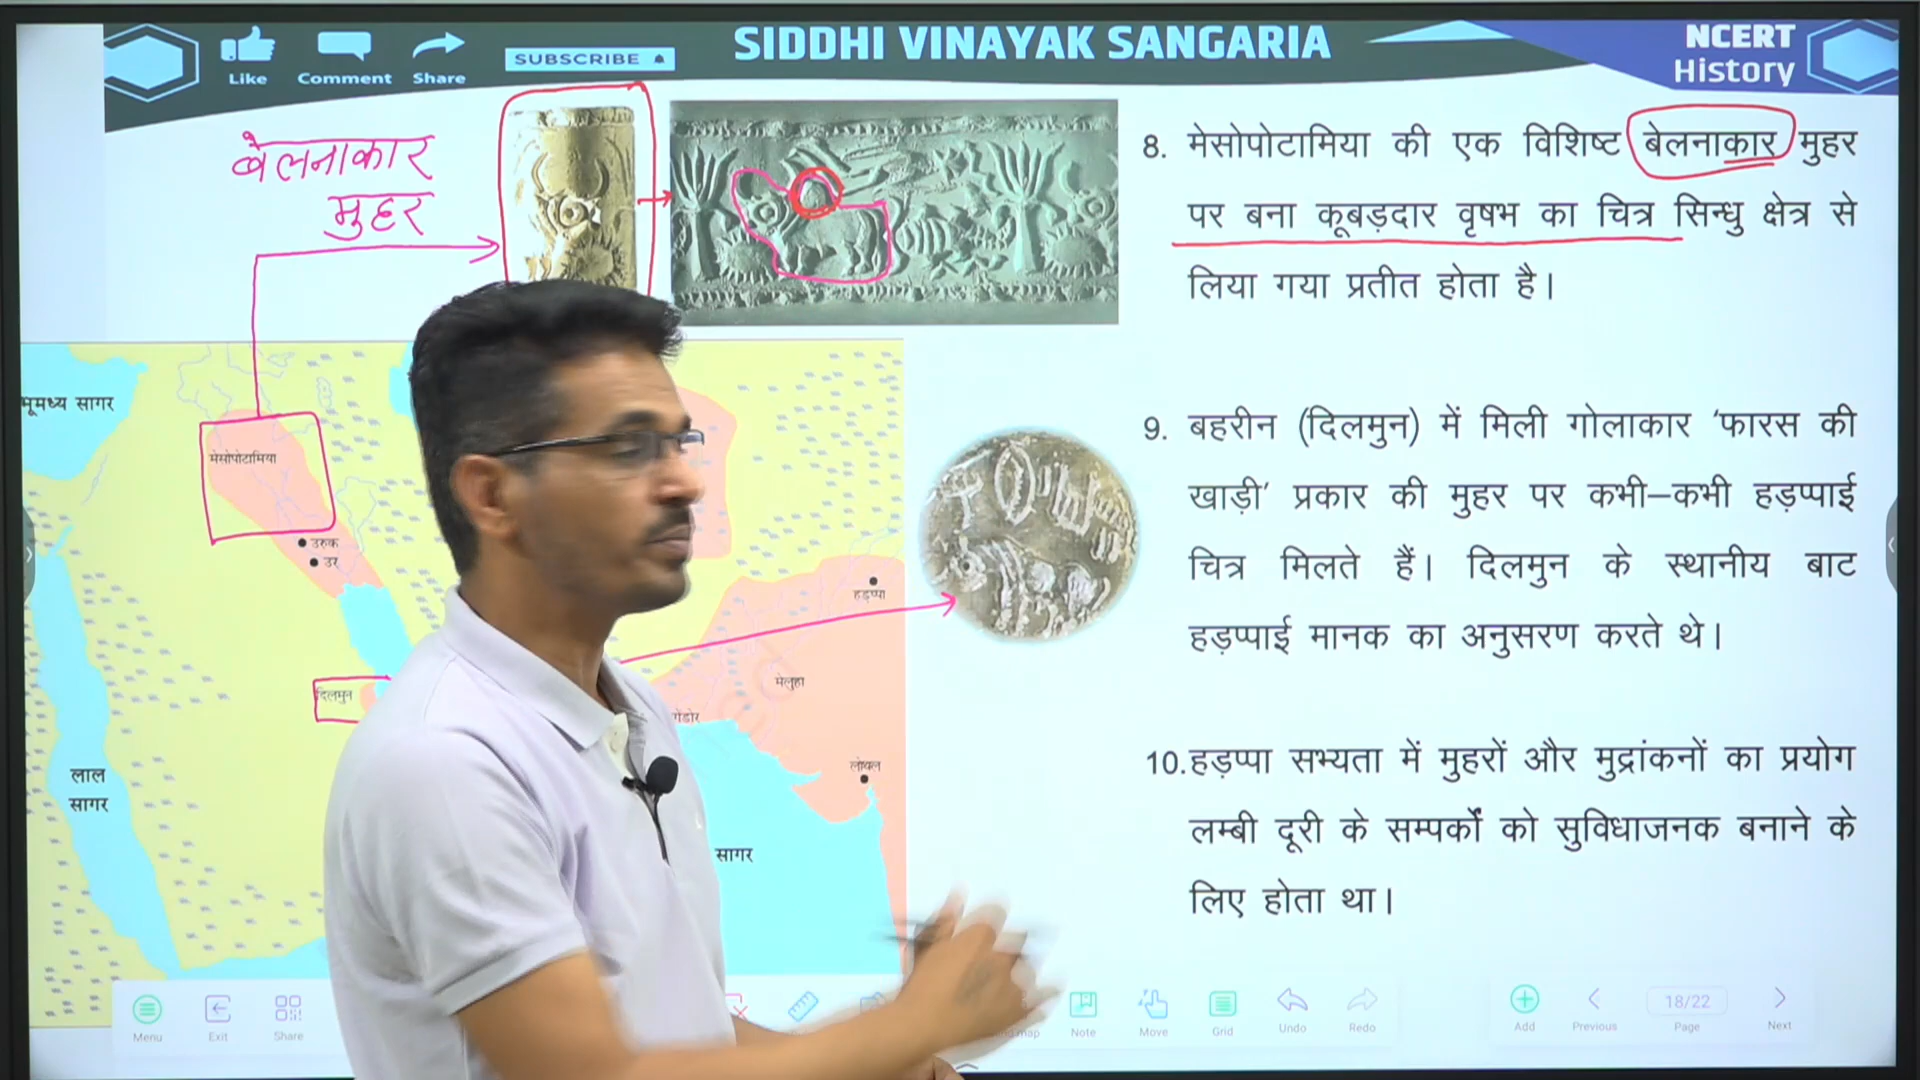 SIDDHI VINAYAK SANGARIA
NCERT
History
Like
Comment
Share
SUBSCRIBE
बेलनाकार
मुहर
8. मेसोपोटामिया की एक विशिष्ट बेलनाकार मुहर
पर बना कूबड़दार वृषभ का चित्र सिन्धु क्षेत्र से
लिया गया प्रतीत होता है।
9. बहरीन (दिलमुन) में मिली गोलाकार 'फारस की
खाड़ी' प्रकार की मुहर पर कभी–कभी हड़प्पाई
चित्र मिलते हैं। दिलमुन के स्थानीय बाट
हड़प्पाई मानक का अनुसरण करते थे।
10.हड़प्पा सभ्यता में मुहरों और मुद्रांकनों का प्रयोग
लम्बी दूरी के सम्पर्कों को सुविधाजनक बनाने के
लिए होता था।
भूमध्य सागर
मेसोपोटामिया
उरुक
उर
हड़प्पा
दिलमुन
मेलुहा
लोथल
लाल
सागर
सागर
Menu
Exit
Share
Note
Move
Grid
Undo
Redo
Add
Previous
18/22
Page
Next